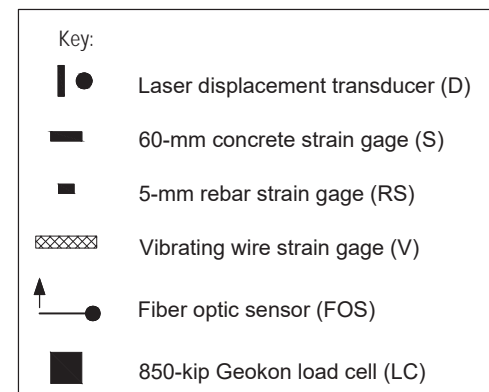 Key:
Laser displacement transducer (D)
60-mm concrete strain gage (S)
5-mm rebar strain gage (RS)
Vibrating wire strain gage (V)
Fiber optic sensor (FOS)
850-kip Geokon load cell (LC)